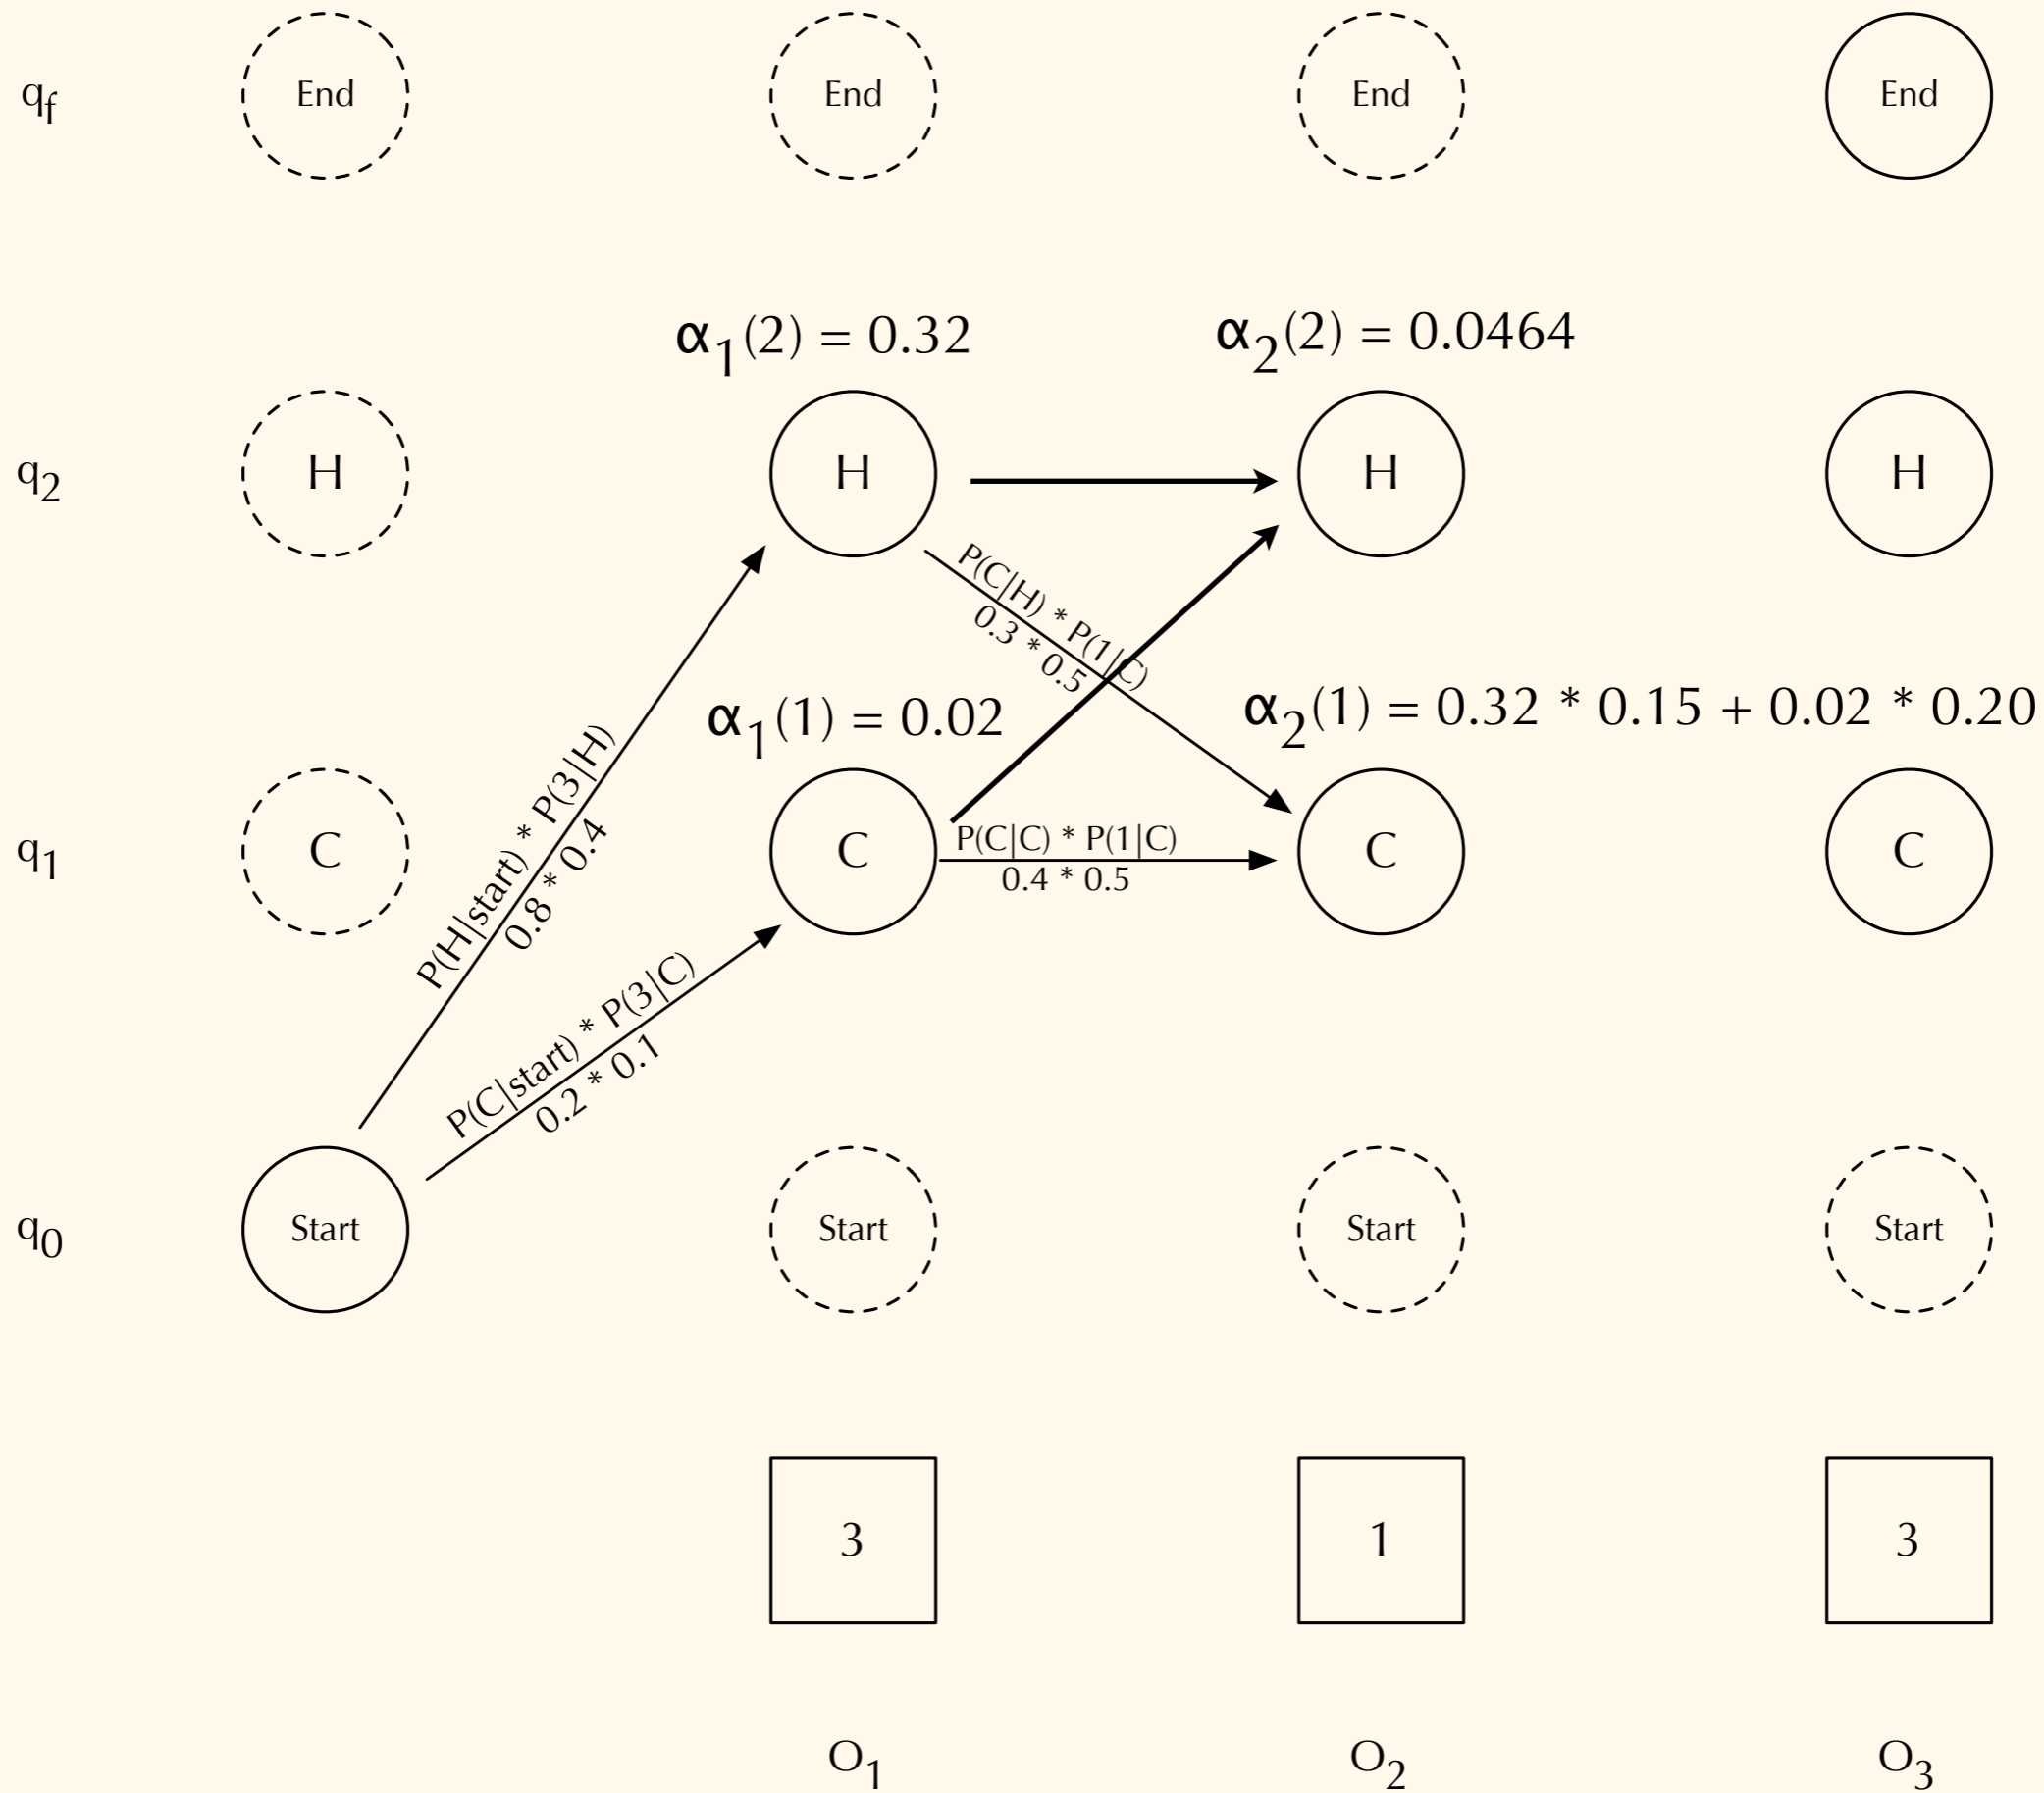 qf End End End End
α1(2) = 0.32 α2(2) = 0.0464
q2 H H H H
P(C|H) * P(1|C)
0.3 * 0.5
α1(1) = 0.02 α2(1) = 0.32 * 0.15 + 0.02 * 0.20
P(H|start) * P(3|H)
0.8 * 0.4
q1 C C C C
P(C|C) * P(1|C)
0.4 * 0.5
P(C|start) * P(3|C)
0.2 * 0.1
q0 Start Start Start Start
3 1 3
O1 O2 O3